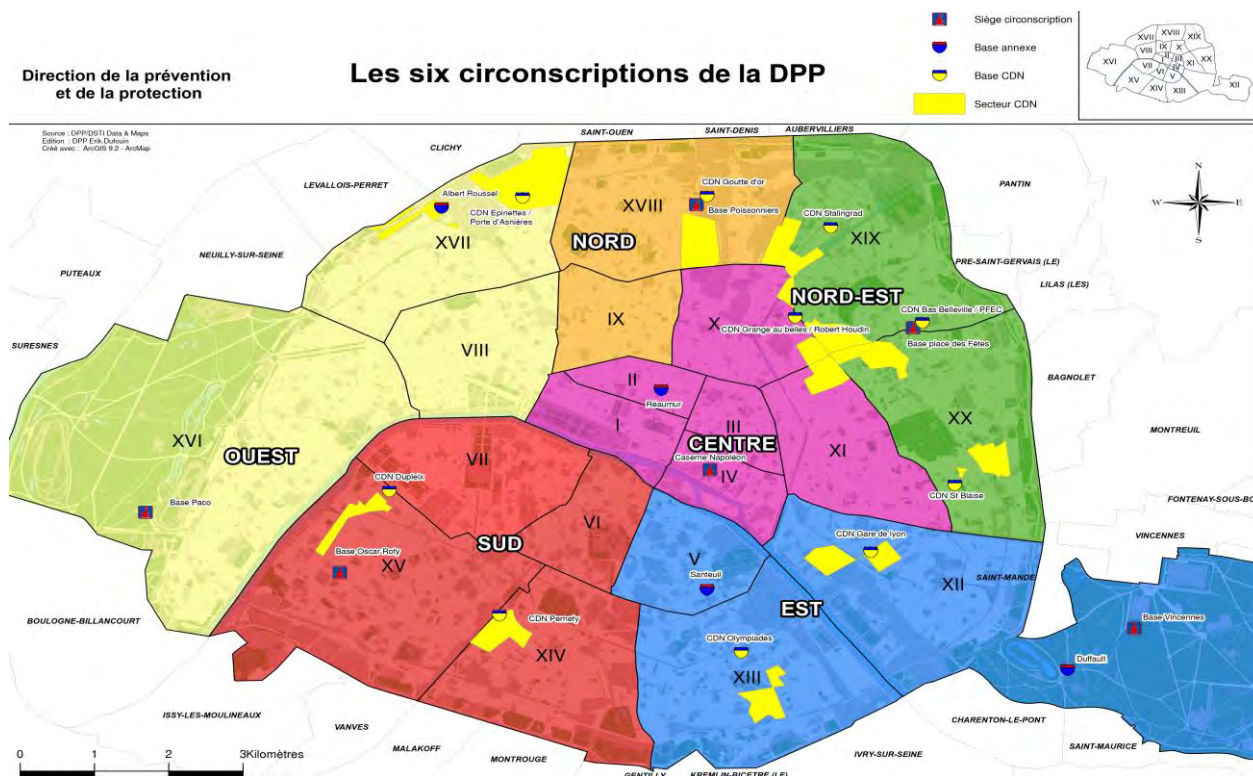 Direction de la prévention
et de la protection
Les six circonscriptions de la DPP
Siège circonscription
Base annexe
Base CDN
Secteur CDN
XVII
XVIII
XIX
VIII
IX
X
II
I
III
XVI
VII
IV
XI
XX
VI
V
XV
XIV
XIII
XII
Source : DPP/DSTI Data & Maps
Edition : DPP Erik.Dufouin
Créé avec : ArcGIS 9.2 - ArcMap
SAINT-OUEN
SAINT-DENIS
AUBERVILLIERS
CLICHY
LEVALLOIS-PERRET
PANTIN
N
W
E
S
Albert Roussel
CDN Epinettes /
Porte d'Asnières
CDN Goutte d'or
XVIII
Base Poissonniers
CDN Stalingrad
XIX
XVII
NORD
NEUILLY-SUR-SEINE
PUTEAUX
PRE-SAINT-GERVAIS (LE)
LILAS (LES)
NORD-EST
IX
X
CDN Grange au belles / Robert Houdin
CDN Bas Belleville / PFEC
Base place des Fêtes
SURESNES
VIII
II
Réaumur
BAGNOLET
I
III
XX
XVI
OUEST
VII
CENTRE
Caserne Napoléon
IV
XI
MONTREUIL
CDN Dupleix
CDN St Blaise
FONTENAY-SOUS-BO
Base Paco
VI
SUD
VINCENNES
CDN Gare de lyon
Base Oscar Roty
XV
V
Santeuil
XII
SAINT-MANDE
EST
BOULOGNE-BILLANCOURT
CDN Pernety
XIV
CDN Olympiades
XIII
Base Vincennes
Duffault
ISSY-LES-MOULINEAUX
VANVES
MALAKOFF
MONTROUGE
GENTILLY
KREMLIN-BICETRE (LE)
IVRY-SUR-SEINE
CHARENTON-LE-PONT
SAINT-MAURICE
0 1 2 3Kilomètres